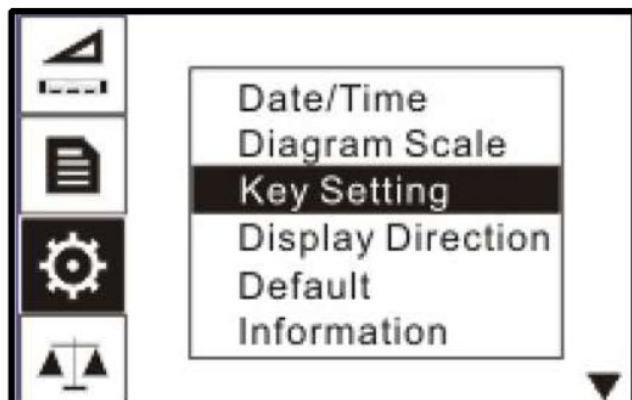 Date/Time
Diagram Scale
Key Setting
Display Direction
Default
Information